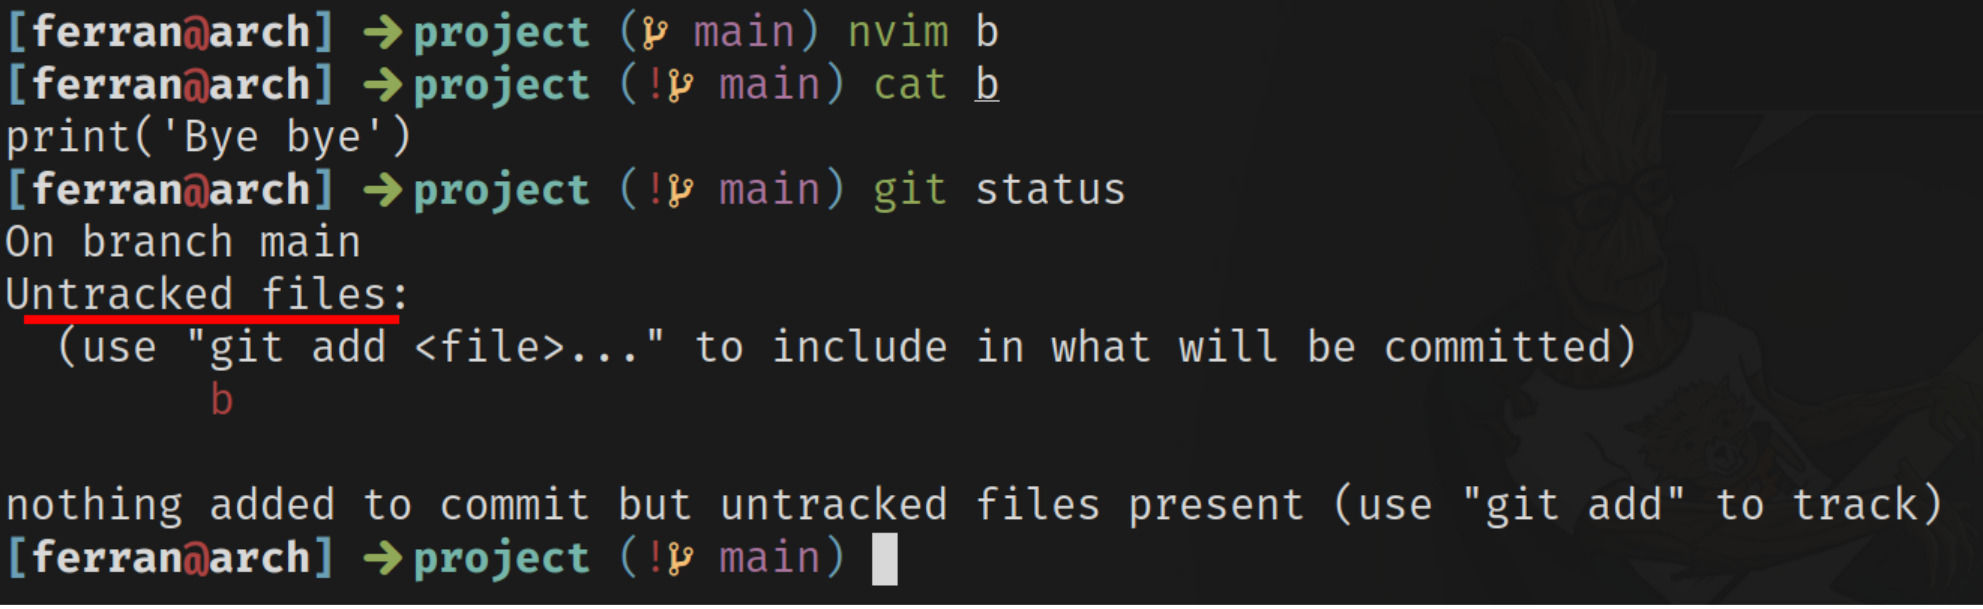 [ferran@arch] ➜ project ( main) nvim b
[ferran@arch] ➜ project (! main) cat b
print('Bye bye')
[ferran@arch] ➜ project (! main) git status
On branch main
Untracked files:
  (use "git add <file>..." to include in what will be committed)
        b
nothing added to commit but untracked files present (use "git add" to track)
[ferran@arch] ➜ project (! main)